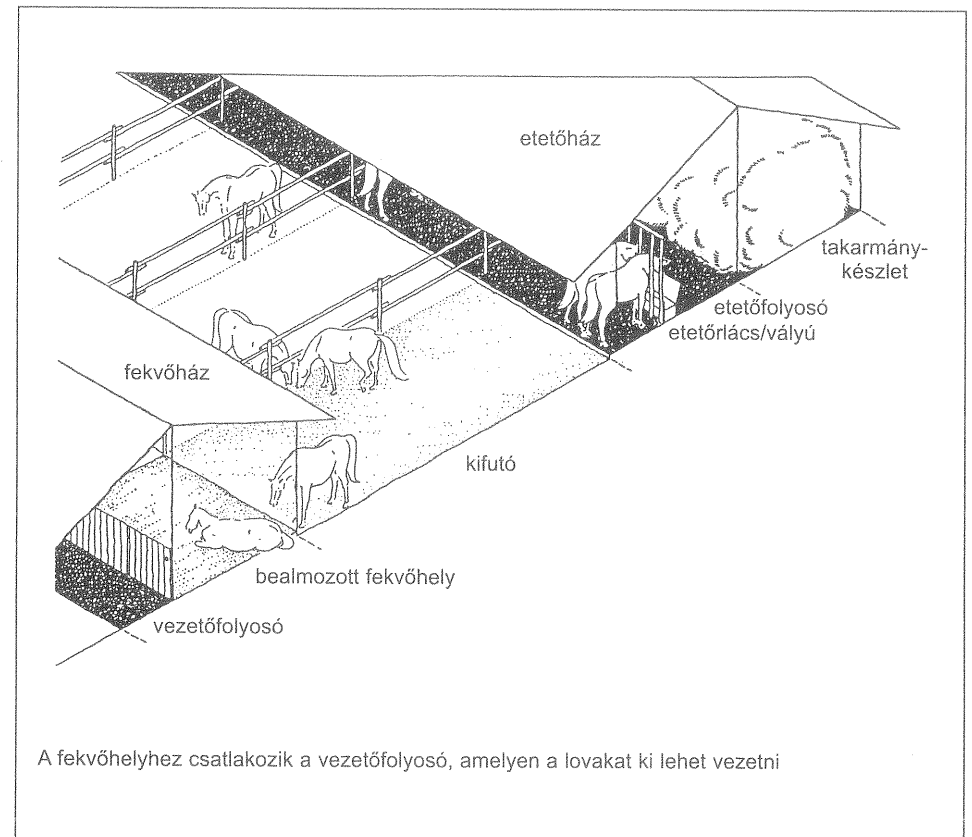 etetőház
takarmány-
készlet
etetőfolyosó
etetőrlács/vályú
fekvőház
kifutó
bealmozott fekvőhely
vezetőfolyosó
A fekvőhelyhez csatlakozik a vezetőfolyosó, amelyen a lovakat ki lehet vezetni